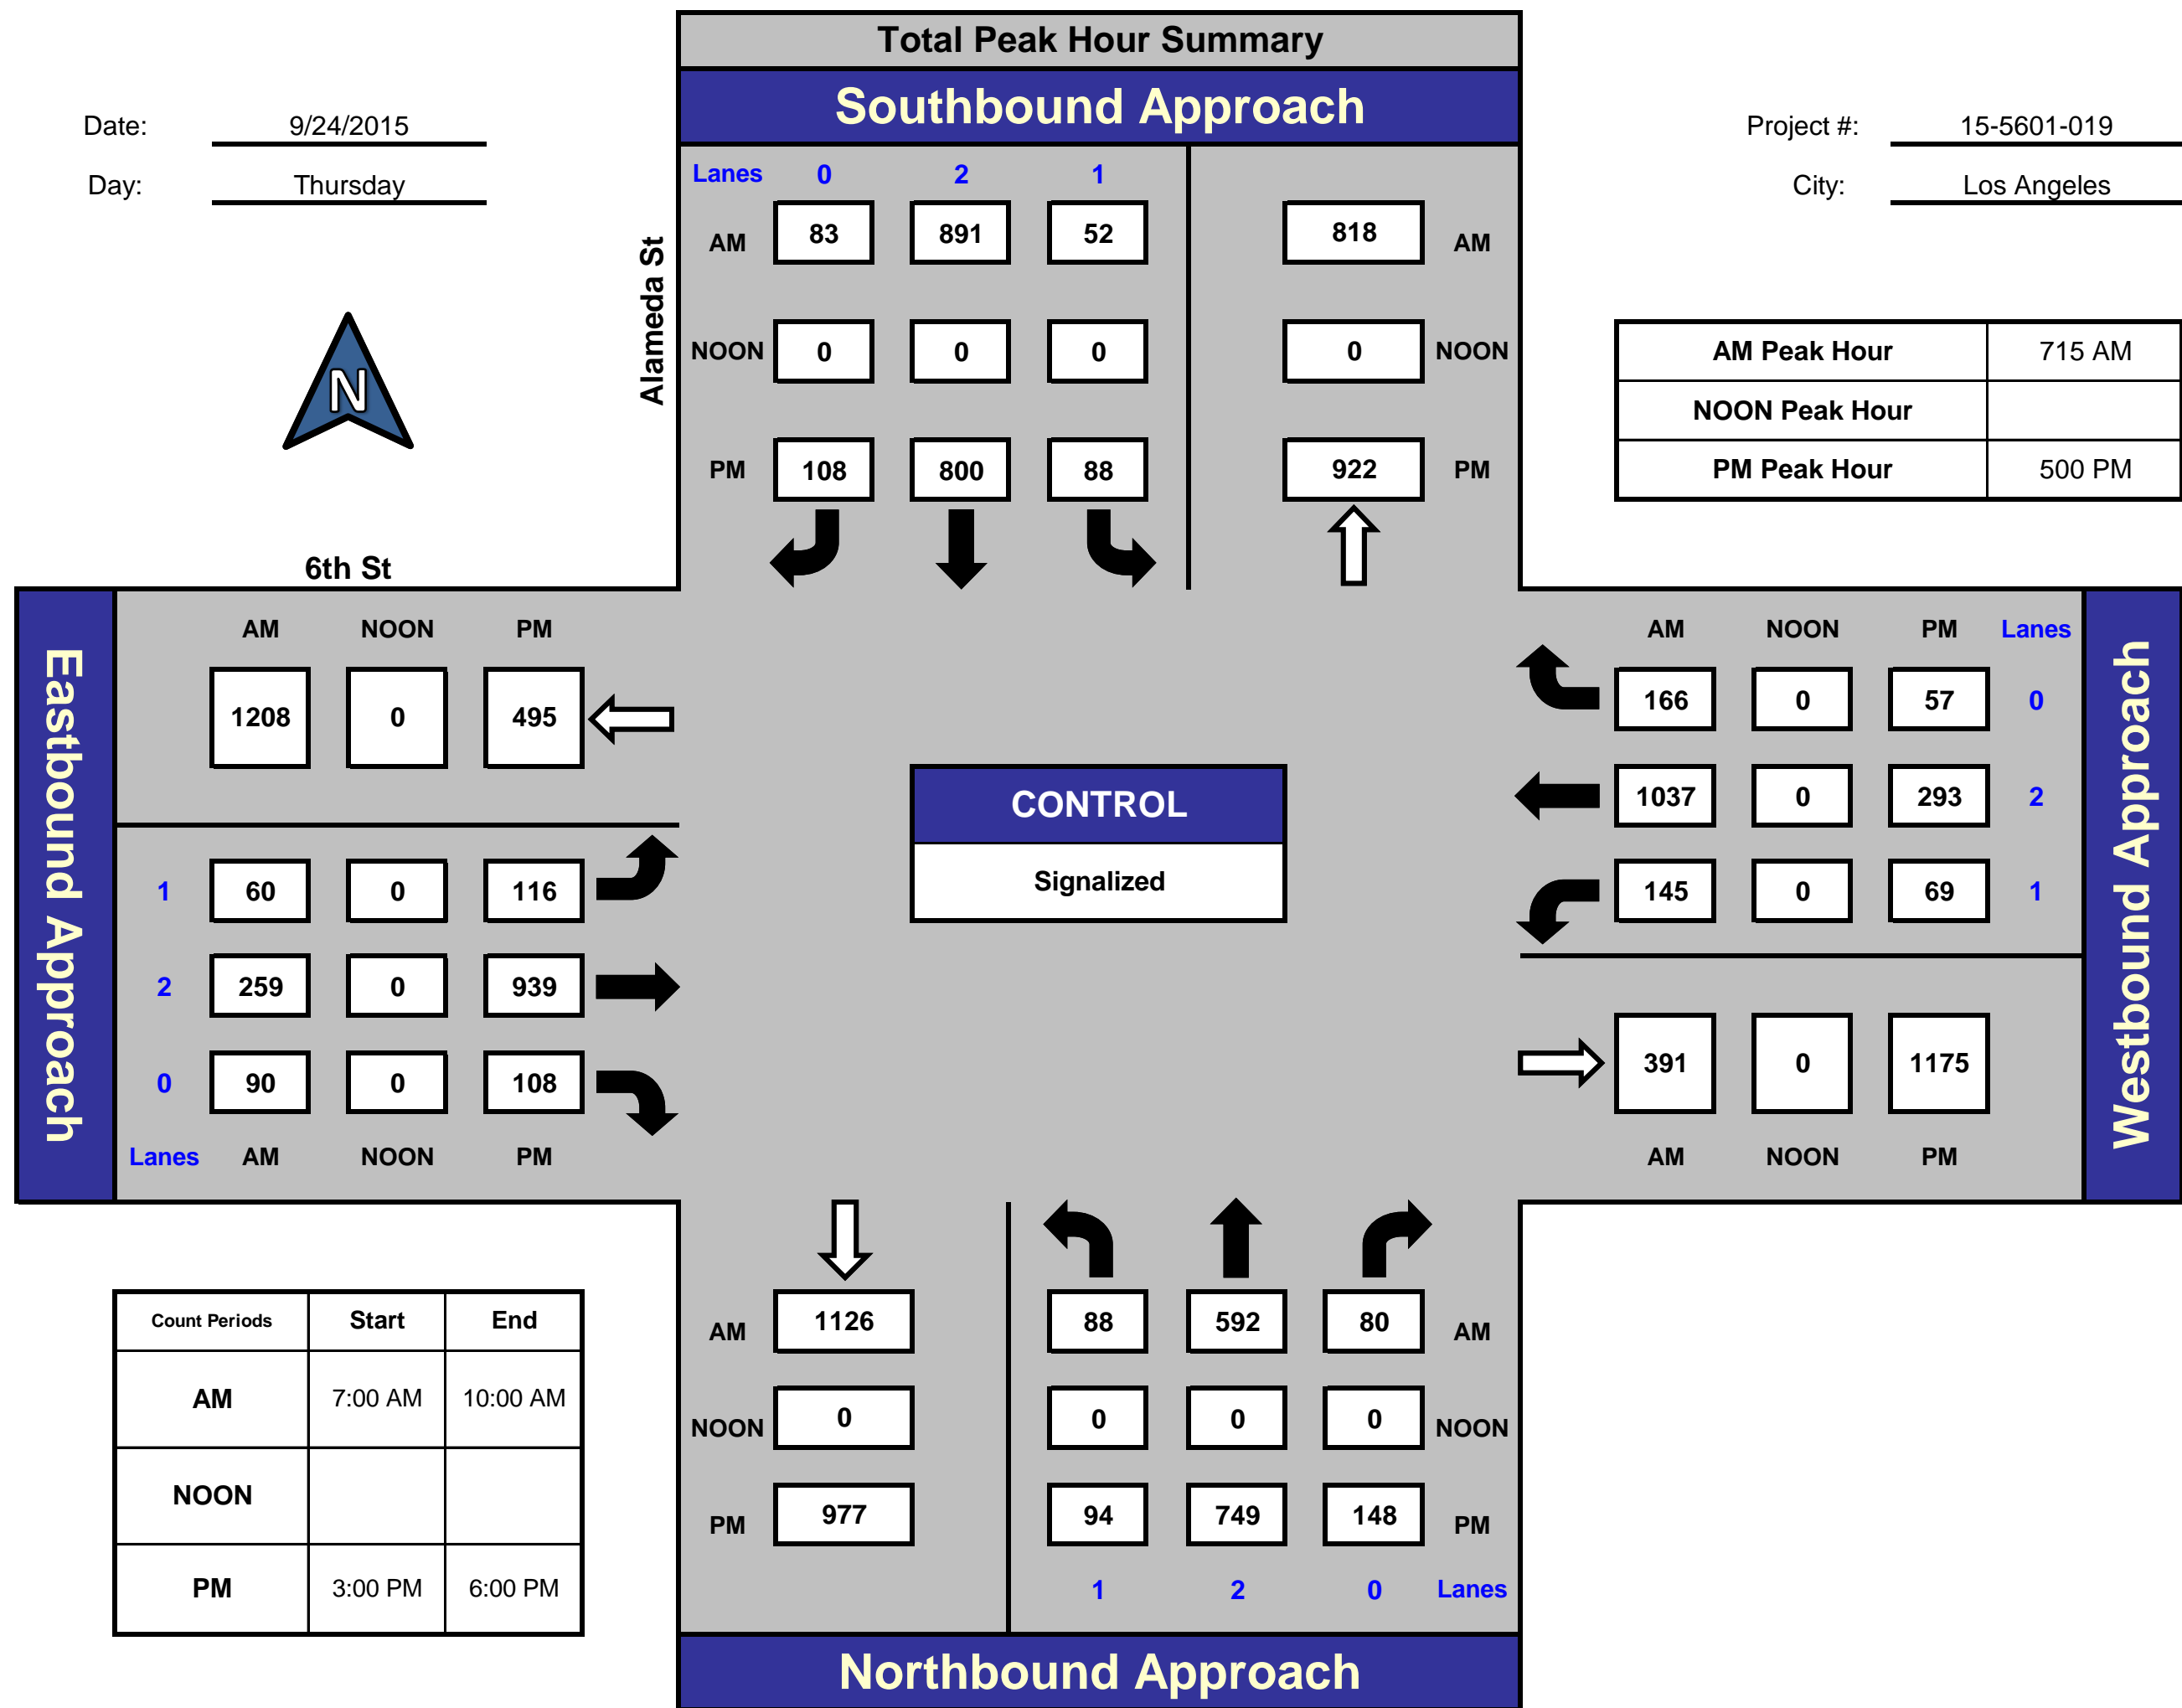 Total Peak Hour Summary
Southbound Approach
Date: 9/24/2015
Project #: 15-5601-019
Day: Thursday
City: Los Angeles
Lanes 0 2 1
AM 83 891 52 818 AM
NOON 0 0 0 0 NOON
PM 108 800 88 922 PM
Alameda St
N
AM Peak Hour 715 AM
NOON Peak Hour
PM Peak Hour 500 PM
6th St
Eastbound Approach
AM NOON PM
1208 0 495
1 60 0 116
2 259 0 939
0 90 0 108
Lanes AM NOON PM
CONTROL
Signalized
AM NOON PM Lanes
166 0 57 0
1037 0 293 2
145 0 69 1
391 0 1175
AM NOON PM
Westbound Approach
Count Periods Start End
AM 7:00 AM 10:00 AM
NOON
PM 3:00 PM 6:00 PM
AM 1126 88 592 80 AM
NOON 0 0 0 0 NOON
PM 977 94 749 148 PM
1 2 0 Lanes
Northbound Approach